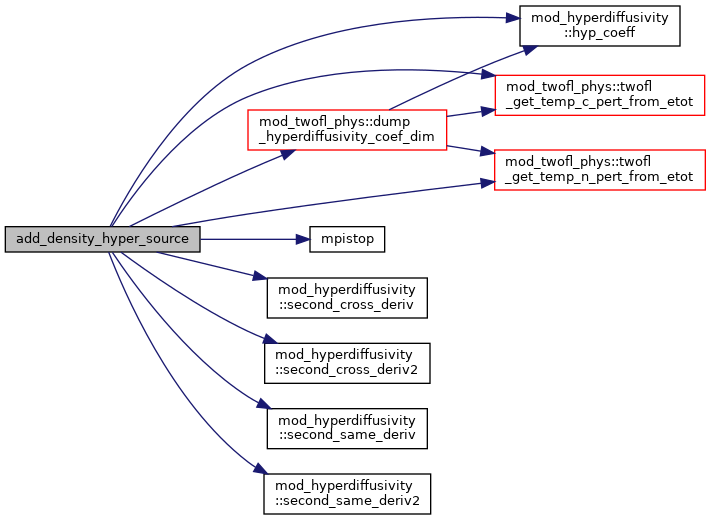 mod_hyperdiffusivity
::hyp_coeff
mod_twofl_phys::twofl
_get_temp_c_pert_from_etot
mod_twofl_phys::dump
_hyperdiffusivity_coef_dim
mod_twofl_phys::twofl
_get_temp_n_pert_from_etot
add_density_hyper_source
mpistop
mod_hyperdiffusivity
::second_cross_deriv
mod_hyperdiffusivity
::second_cross_deriv2
mod_hyperdiffusivity
::second_same_deriv
mod_hyperdiffusivity
::second_same_deriv2